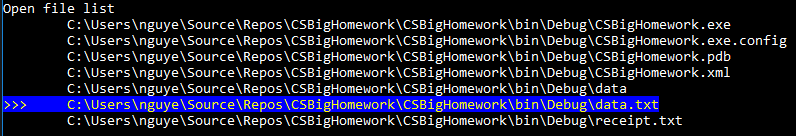 Open file list
C:\Users\nguye\Source\Repos\CSBigHomework\CSBigHomework\bin\Debug\CSBigHomework.exe
C:\Users\nguye\Source\Repos\CSBigHomework\CSBigHomework\bin\Debug\CSBigHomework.exe.config
C:\Users\nguye\Source\Repos\CSBigHomework\CSBigHomework\bin\Debug\CSBigHomework.pdb
C:\Users\nguye\Source\Repos\CSBigHomework\CSBigHomework\bin\Debug\CSBigHomework.xml
C:\Users\nguye\Source\Repos\CSBigHomework\CSBigHomework\bin\Debug\data
>>> C:\Users\nguye\Source\Repos\CSBigHomework\CSBigHomework\bin\Debug\data.txt
C:\Users\nguye\Source\Repos\CSBigHomework\CSBigHomework\bin\Debug\receipt.txt